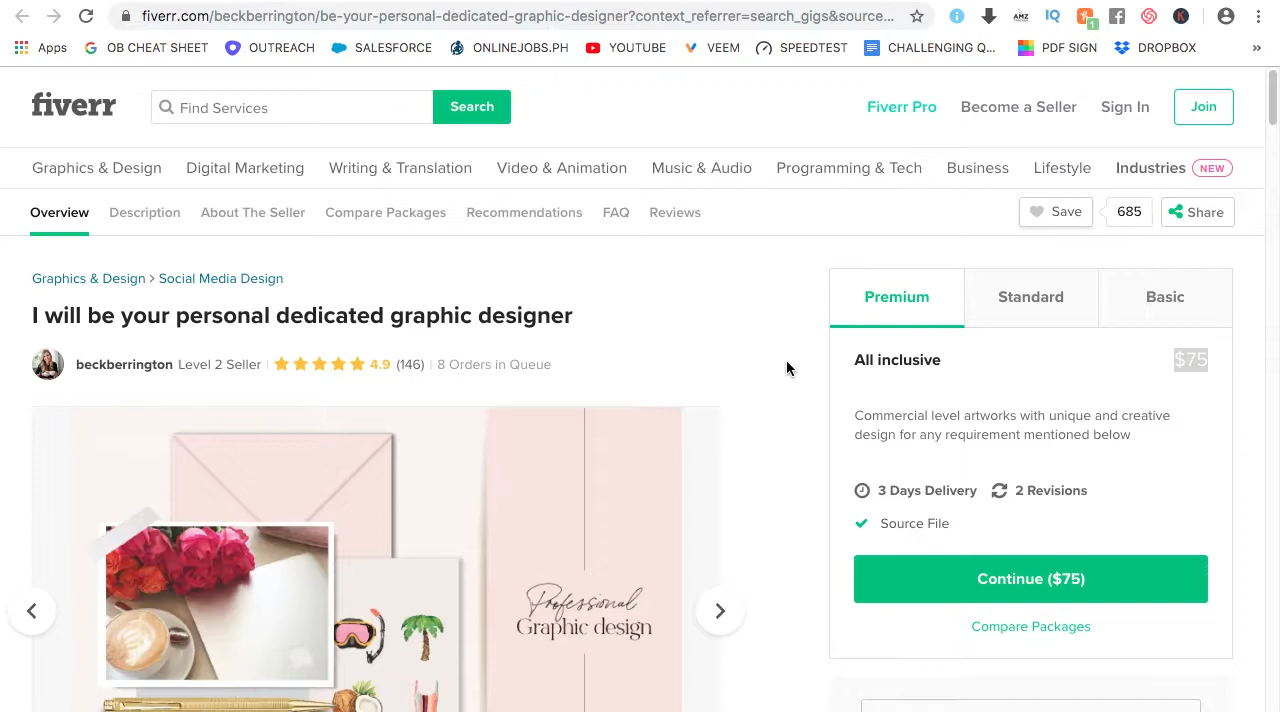 fiverr.com/beckberrington/be-your-personal-dedicated-graphic-designer?context_referrer=search_gigs&source...
AMZ
IQ
1
K
Apps
OB CHEAT SHEET
OUTREACH
SALESFORCE
ONLINEJOBS.PH
YOUTUBE
VEEM
SPEEDTEST
CHALLENGING Q...
PDF SIGN
DROPBOX
»
fiverr
Find Services
Search
Fiverr Pro
Become a Seller
Sign In
Join
Graphics & Design
Digital Marketing
Writing & Translation
Video & Animation
Music & Audio
Programming & Tech
Business
Lifestyle
Industries NEW
Overview
Description
About The Seller
Compare Packages
Recommendations
FAQ
Reviews
Save
685
Share
Graphics & Design > Social Media Design
I will be your personal dedicated graphic designer
beckberrington Level 2 Seller | 4.9 (146) | 8 Orders in Queue
Professional
Graphic design
Premium
Standard
Basic
All inclusive
$75
Commercial level artworks with unique and creative
design for any requirement mentioned below
3 Days Delivery
2 Revisions
Source File
Continue ($75)
Compare Packages